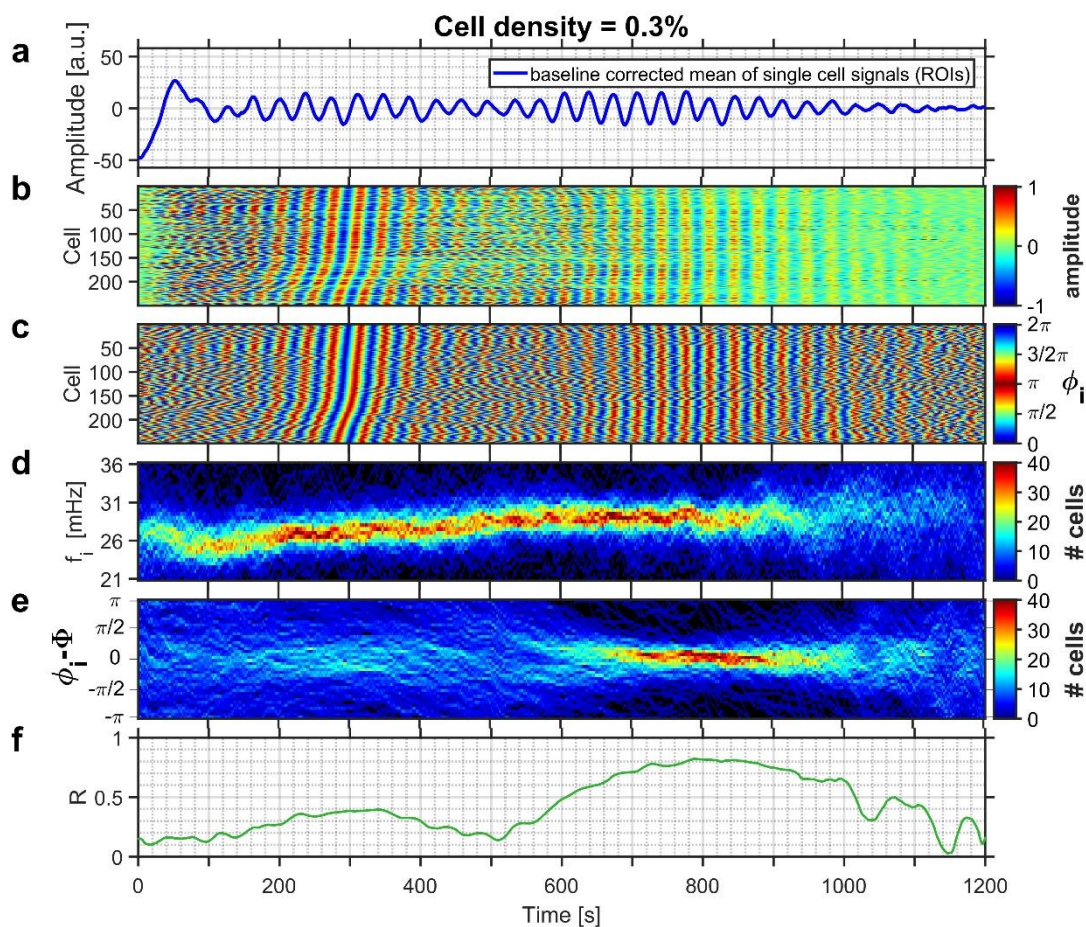 Cell density = 0.3%
a
Amplitude [a.u.]
50
0
-50
baseline corrected mean of single cell signals (ROIs)
b
Cell
50
100
150
200
1
0
-1
amplitude
c
Cell
50
100
150
200
2π
3/2π
π
π/2
0
ϕi
d
f_i [mHz]
36
31
26
21
40
30
20
10
0
# cells
e
ϕi-Φ
π
π/2
0
-π/2
-π
40
30
20
10
0
# cells
f
R
1
0.5
0
0 200 400 600 800 1000 1200
Time [s]